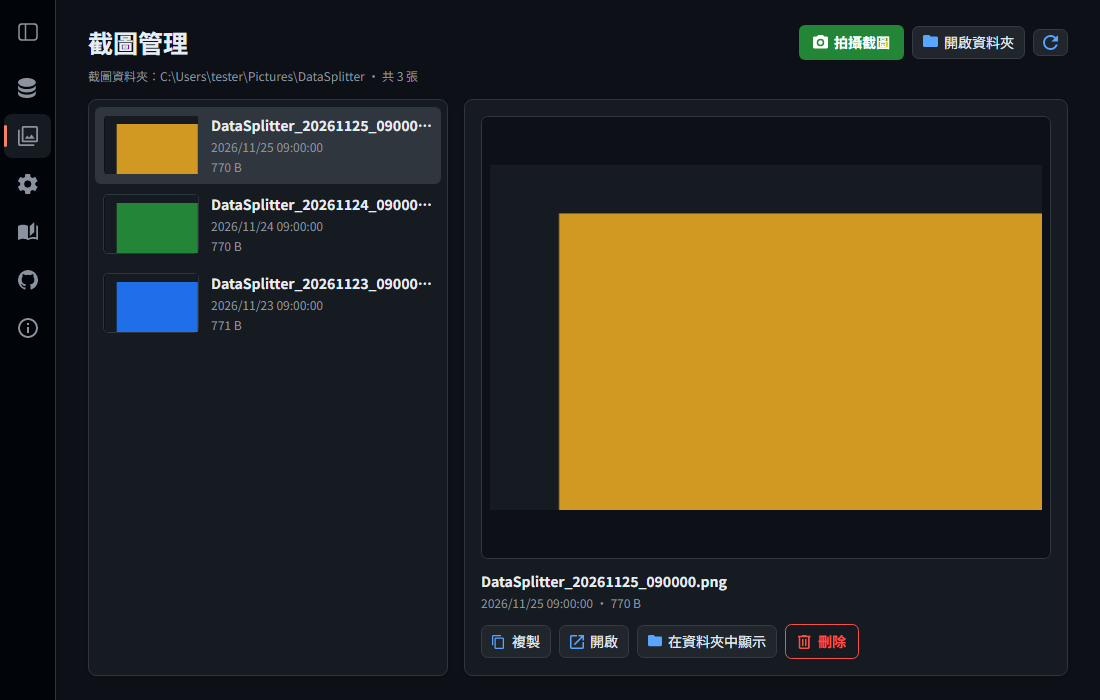 截圖管理
拍攝截圖
開啟資料夾
截圖資料夾：C:\Users\tester\Pictures\DataSplitter ・ 共 3 張
DataSplitter_20261125_09000…
2026/11/25 09:00:00
770 B
DataSplitter_20261124_09000…
2026/11/24 09:00:00
770 B
DataSplitter_20261123_09000…
2026/11/23 09:00:00
771 B
DataSplitter_20261125_090000.png
2026/11/25 09:00:00 ・ 770 B
複製
開啟
在資料夾中顯示
刪除